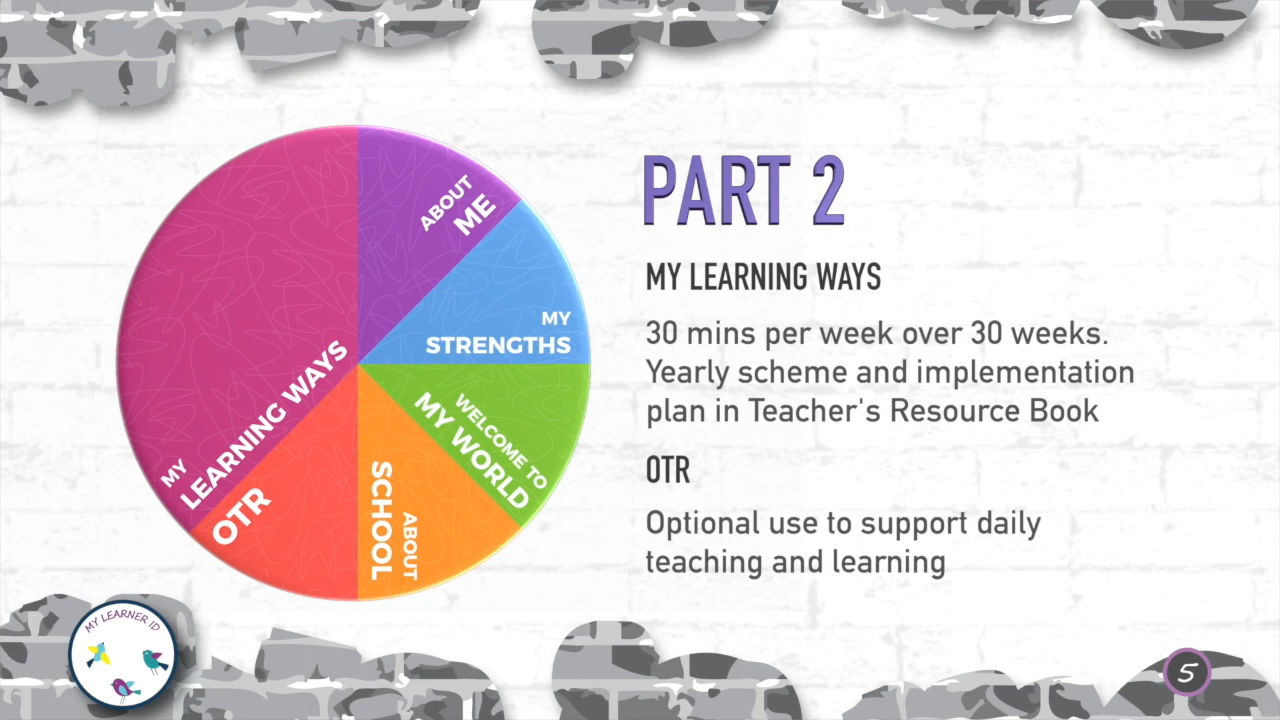 ABOUT
ME
MY
STRENGTHS
WELCOME TO
MY WORLD
ABOUT
SCHOOL
OTR
MY
LEARNING WAYS
PART 2
MY LEARNING WAYS
30 mins per week over 30 weeks.
Yearly scheme and implementation
plan in Teacher's Resource Book
OTR
Optional use to support daily
teaching and learning
MY LEARNER ID
5